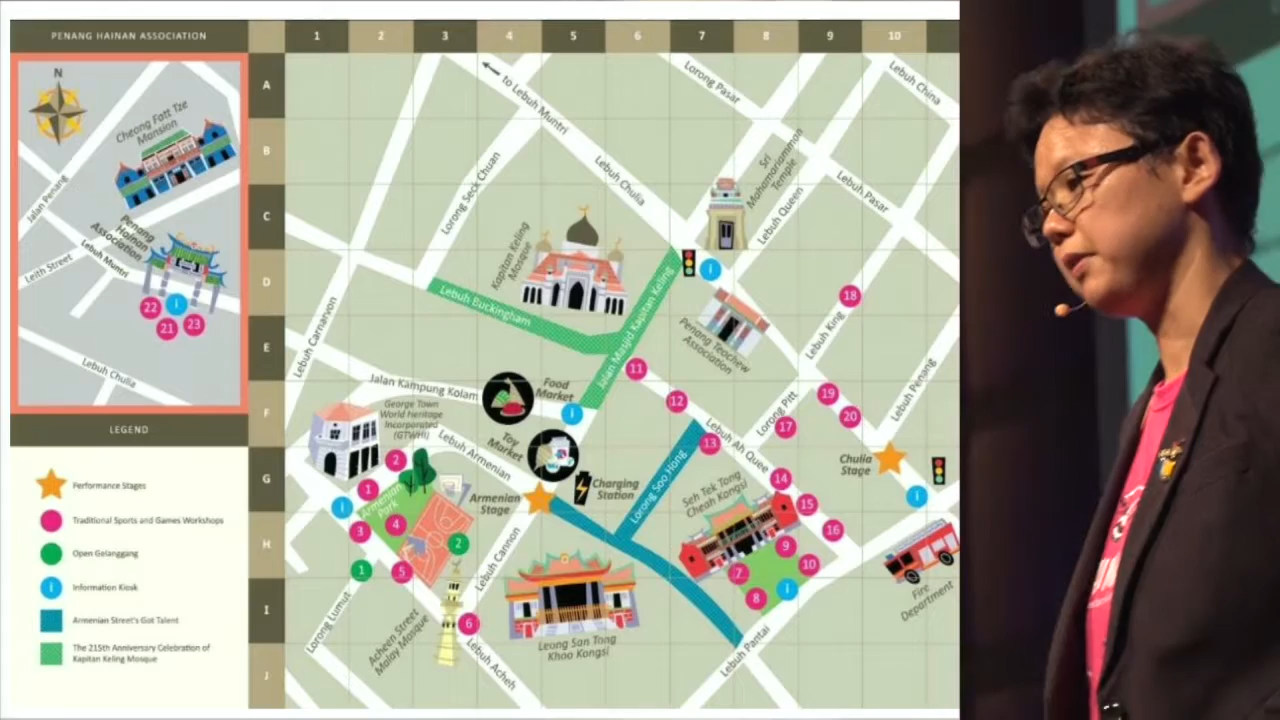 PENANG HAINAN ASSOCIATION
N
Cheong Fatt Tze
Mansion
Jalan Penang
Penang
Hainan
Association
Lebuh Muntri
Leith Street
22
i
21
23
Lebuh Chulia
LEGEND
Performance Stages
Traditional Sports and Games Workshops
Open Gelanggang
i
Information Kiosk
Armenian Street's Got Talent
The 215th Anniversary Celebration of
Kapitan Keling Mosque
1 2 3 4 5 6 7 8 9 10
A
B
C
D
E
F
G
H
I
J
to Lebuh Muntri
Lorong Pasar
Lebuh China
Lorong Seck Chuan
Lebuh Chulia
Sri
Mahamariamman
Temple
Lebuh Queen
Lebuh Pasar
Kapitan Keling
Mosque
i
Lebuh Buckingham
Jalan Masjid Kapitan Keling
Penang Teochew
Association
18
Lebuh King
Lebuh Carnarvon
Lebuh Penang
11
Jalan Kampung Kolam
Food
Market
i
12
19
20
George Town
World Heritage
Incorporated
(GTWHI)
Lebuh Armenian
Toy
Market
13
Lebuh Ah Quee
Lorong Pitt
17
Chulia
Stage
i
2
1
i
Armenian
Park
3
4
5
1
2
Armenian
Stage
Charging
Station
Lorong Soo Hong
Seh Tek Tong
Cheah Kongsi
14
15
16
9
10
7
8
i
Fire
Department
Lebuh Cannon
Lorong Lumut
Acheen Street
Malay Mosque
6
Lebuh Acheh
Leong San Tong
Khoo Kongsi
Lebuh Pantai